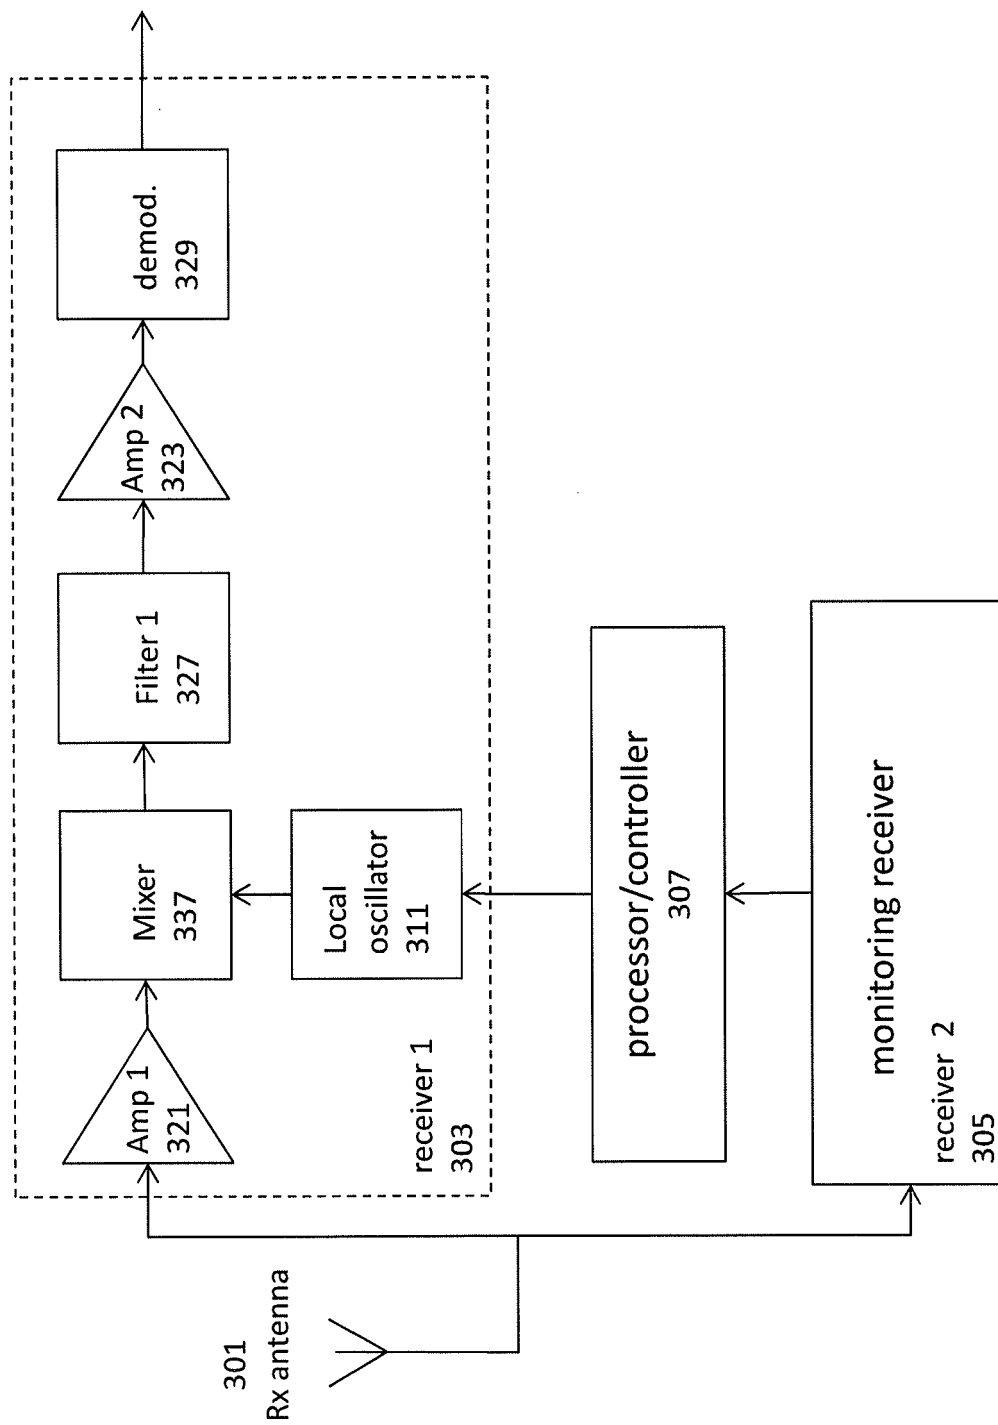 301
Rx antenna
Amp 1
321
Mixer
337
Filter 1
327
Amp 2
323
demod.
329
Local
oscillator
311
receiver 1
303
processor/controller
307
monitoring receiver
receiver 2
305